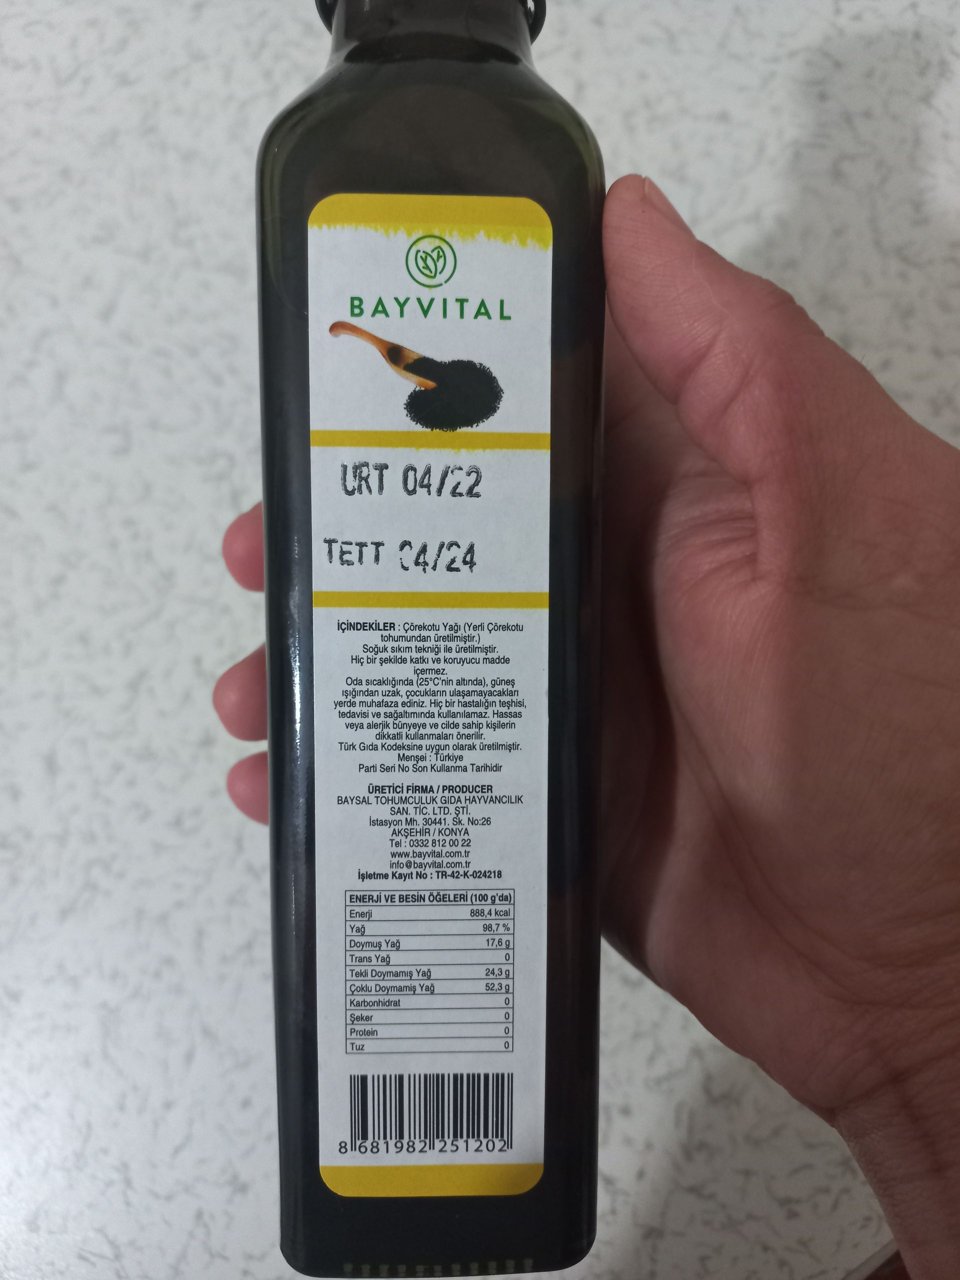 BAYVITAL
URT 04/22
TETT 04/24
İÇİNDEKİLER : Çörekotu Yağı (Yerli Çörekotu
tohumundan üretilmiştir.)
Soğuk sıkım tekniği ile üretilmiştir.
Hiç bir şekilde katkı ve koruyucu madde
içermez.
Oda sıcaklığında (25°C'nin altında), güneş
ışığından uzak, çocukların ulaşamayacakları
yerde muhafaza ediniz. Hiç bir hastalığın teşhisi,
tedavisi ve sağaltımında kullanılamaz. Hassas
veya alerjik bünyeye ve cilde sahip kişilerin
dikkatli kullanmaları önerilir.
Türk Gıda Kodeksine uygun olarak üretilmiştir.
Menşei : Türkiye
Parti Seri No Son Kullanma Tarihidir
ÜRETİCİ FİRMA / PRODUCER
BAYSAL TOHUMCULUK GIDA HAYVANCILIK
SAN. TİC. LTD. ŞTİ.
İstasyon Mh. 30441. Sk. No:26
AKŞEHİR / KONYA
Tel : 0332 812 00 22
www.bayvital.com.tr
info@bayvital.com.tr
İşletme Kayıt No : TR-42-K-024218
ENERJİ VE BESİN ÖĞELERİ (100 g'da)
Enerji 888,4 kcal
Yağ 98,7 %
Doymuş Yağ 17,6 g
Trans Yağ 0
Tekli Doymamış Yağ 24,3 g
Çoklu Doymamiş Yağ 52,3 g
Karbonhidrat 0
Şeker 0
Protein 0
Tuz 0
8 681982 251202